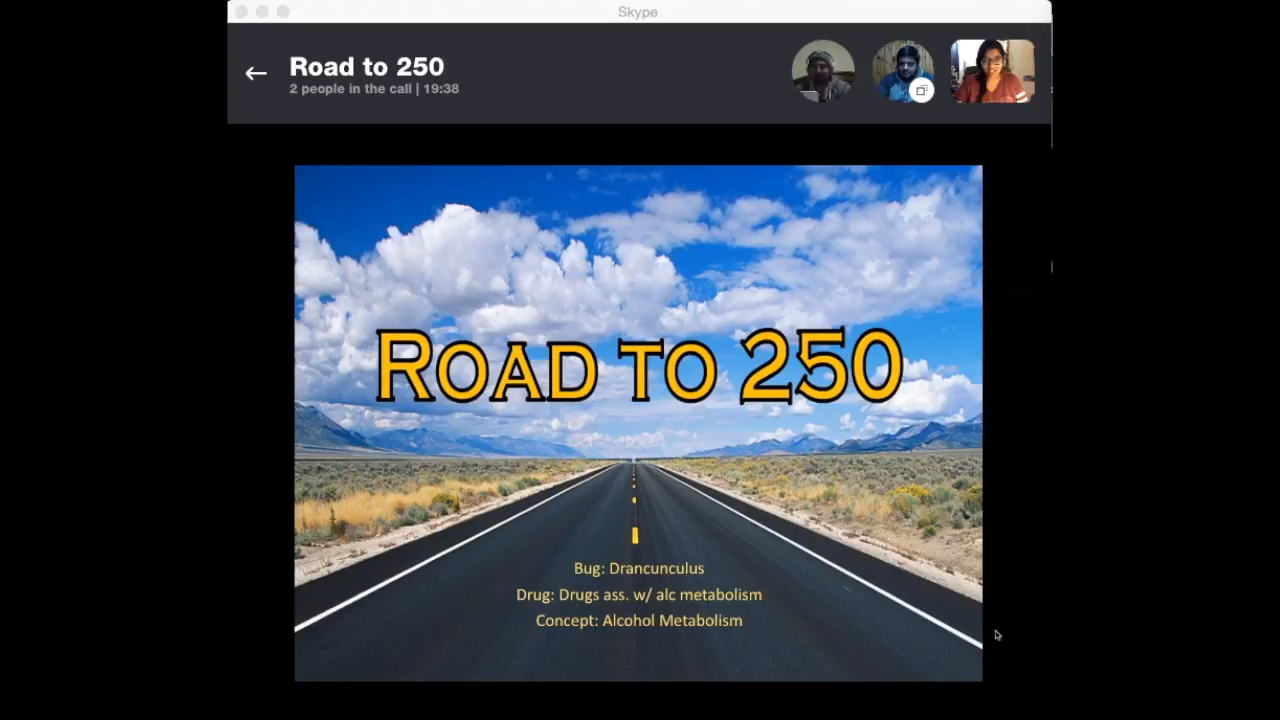 Skype
Road to 250
2 people in the call | 19:38
Road to 250
Bug: Drancunculus
Drug: Drugs ass. w/ alc metabolism
Concept: Alcohol Metabolism